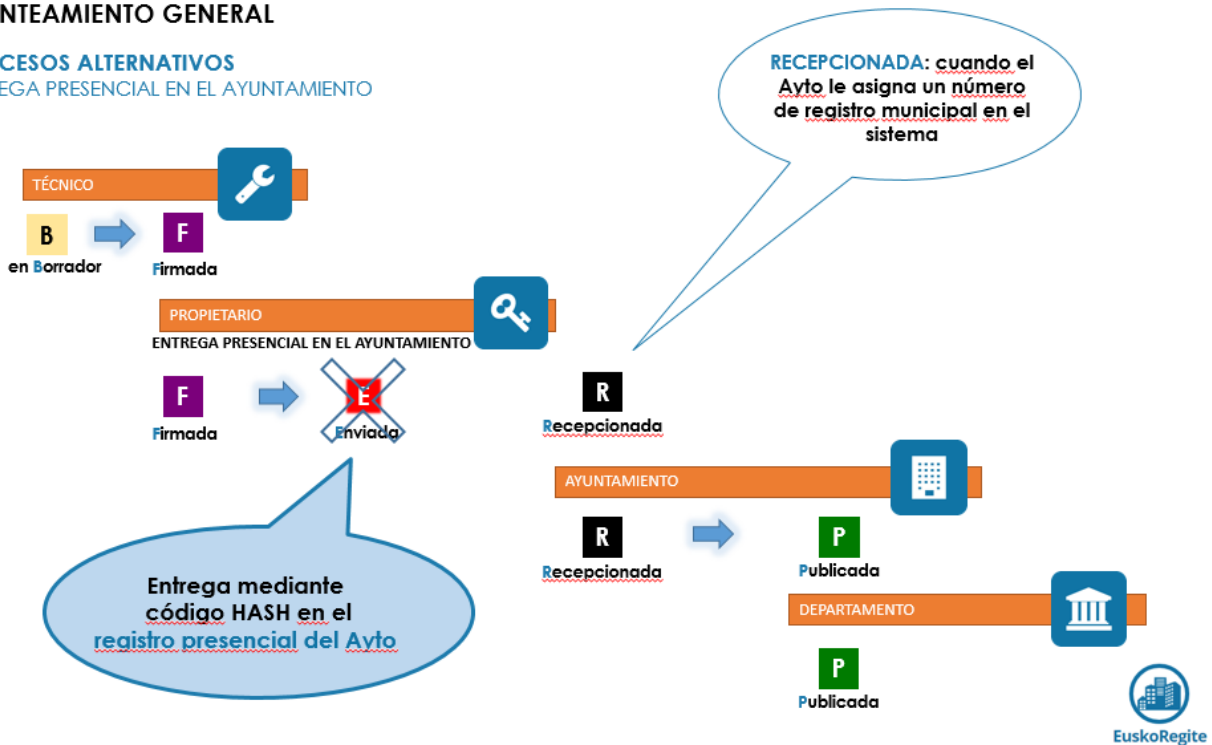 NTEAMIENTO GENERAL
CESOS ALTERNATIVOS
EGA PRESENCIAL EN EL AYUNTAMIENTO
RECEPCIONADA: cuando el
Ayto le asigna un número
de registro municipal en el
sistema
TÉCNICO
B
F
en Borrador
Firmada
PROPIETARIO
ENTREGA PRESENCIAL EN EL AYUNTAMIENTO
F
E
R
Firmada
Enviada
Recepcionada
AYUNTAMIENTO
R
P
Recepcionada
Publicada
Entrega mediante
código HASH en el
registro presencial del Ayto
DEPARTAMENTO
P
Publicada
EuskoRegite